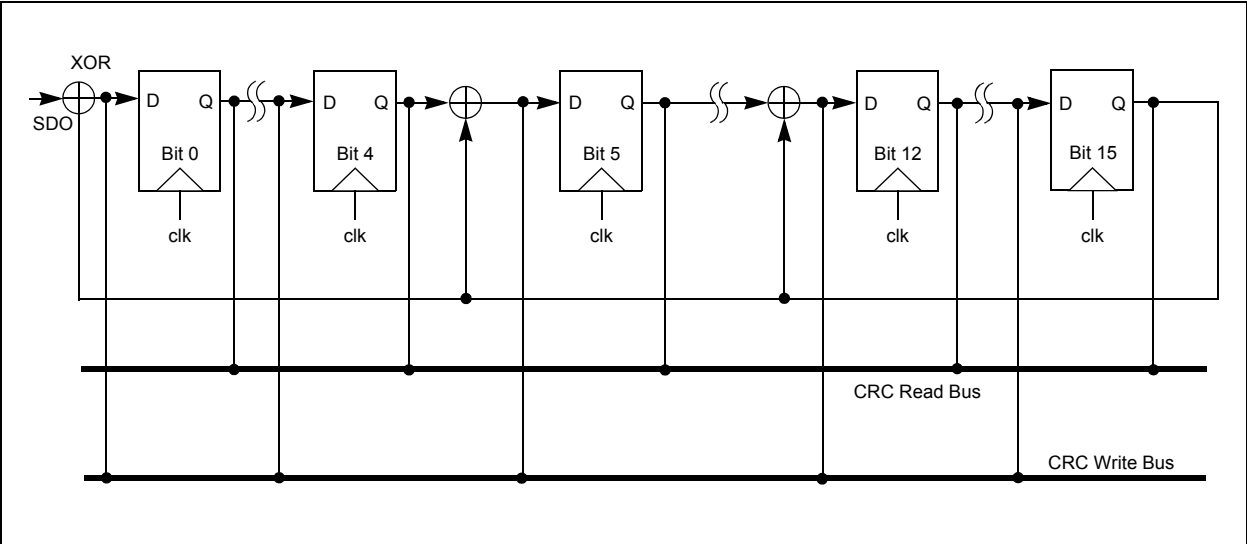 XOR
SDO
D Q
Bit 0
clk
D Q
Bit 4
clk
D Q
Bit 5
clk
D Q
Bit 12
clk
D Q
Bit 15
clk
CRC Read Bus
CRC Write Bus